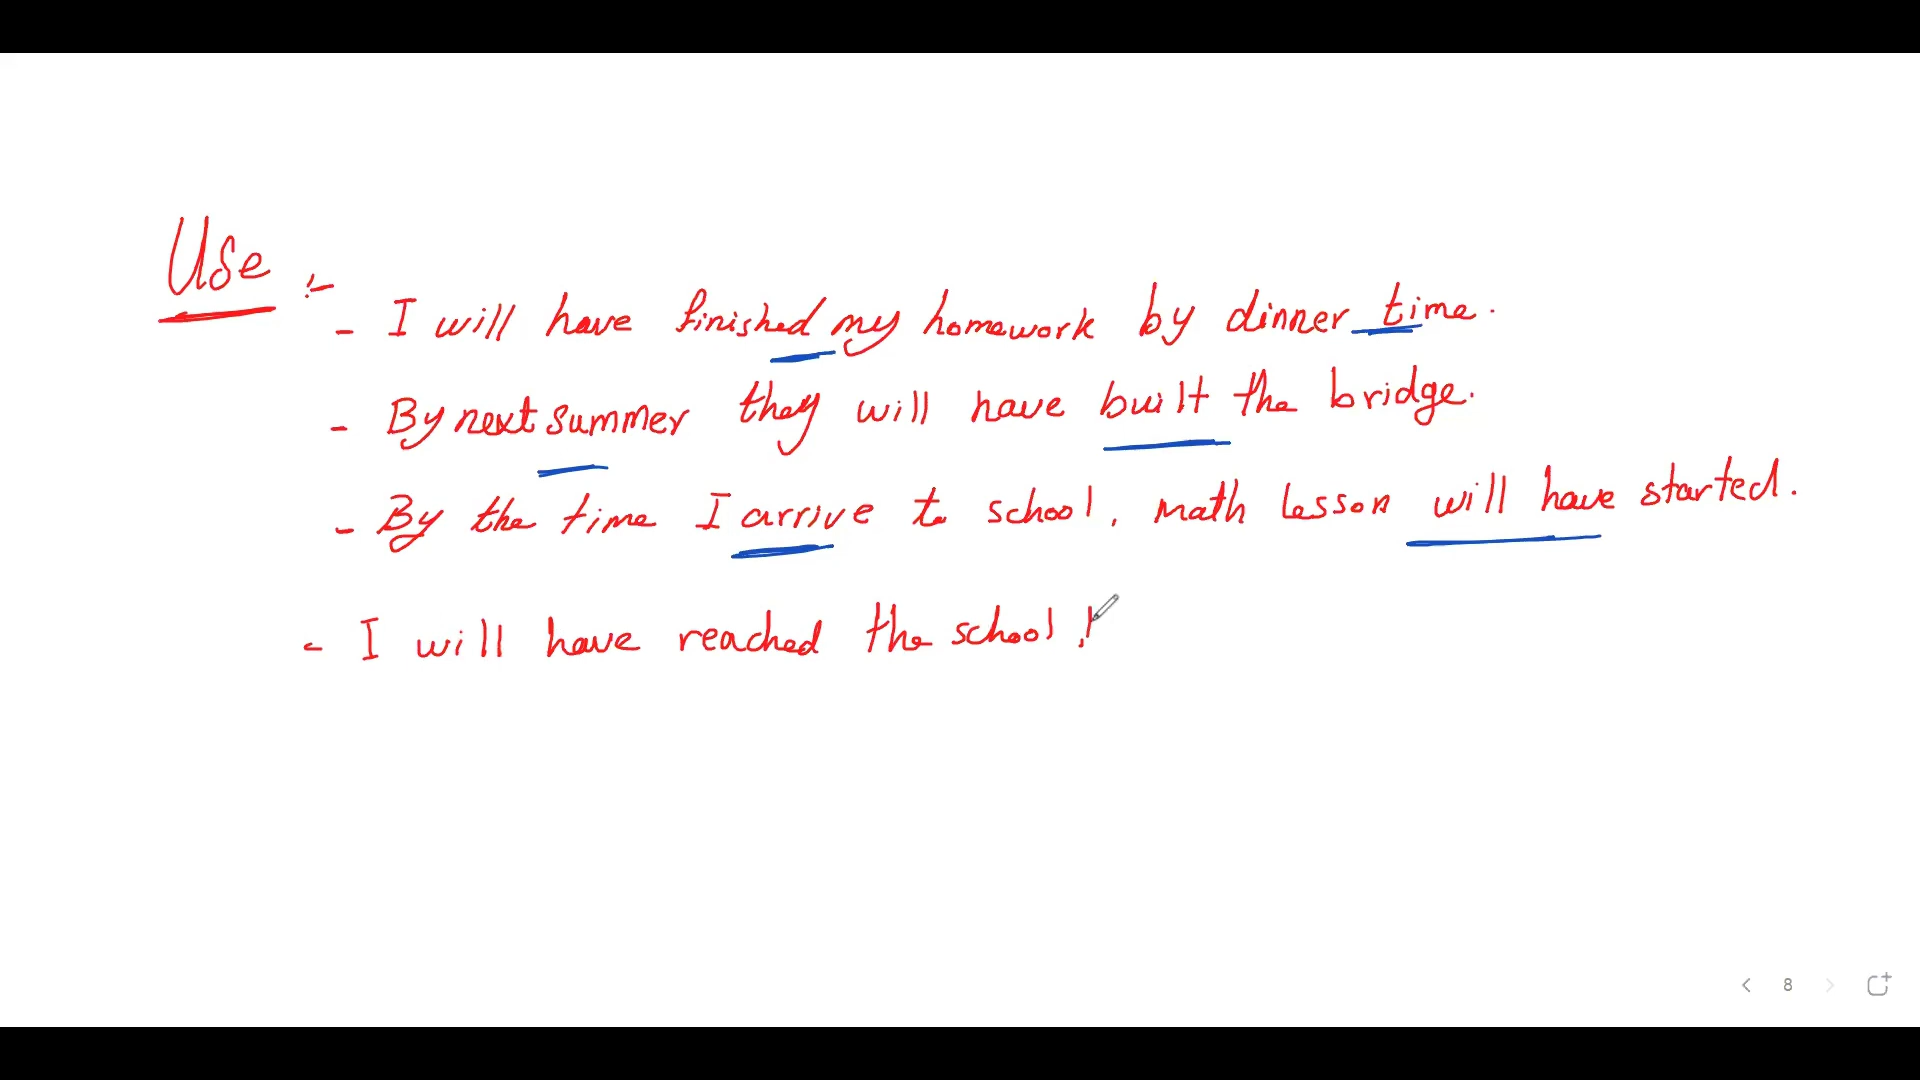 Use :-
- I will have finished my homework by dinner time.
- By next summer they will have built the bridge.
- By the time I arrive to school, math lesson will have started.
- I will have reached the school,
8